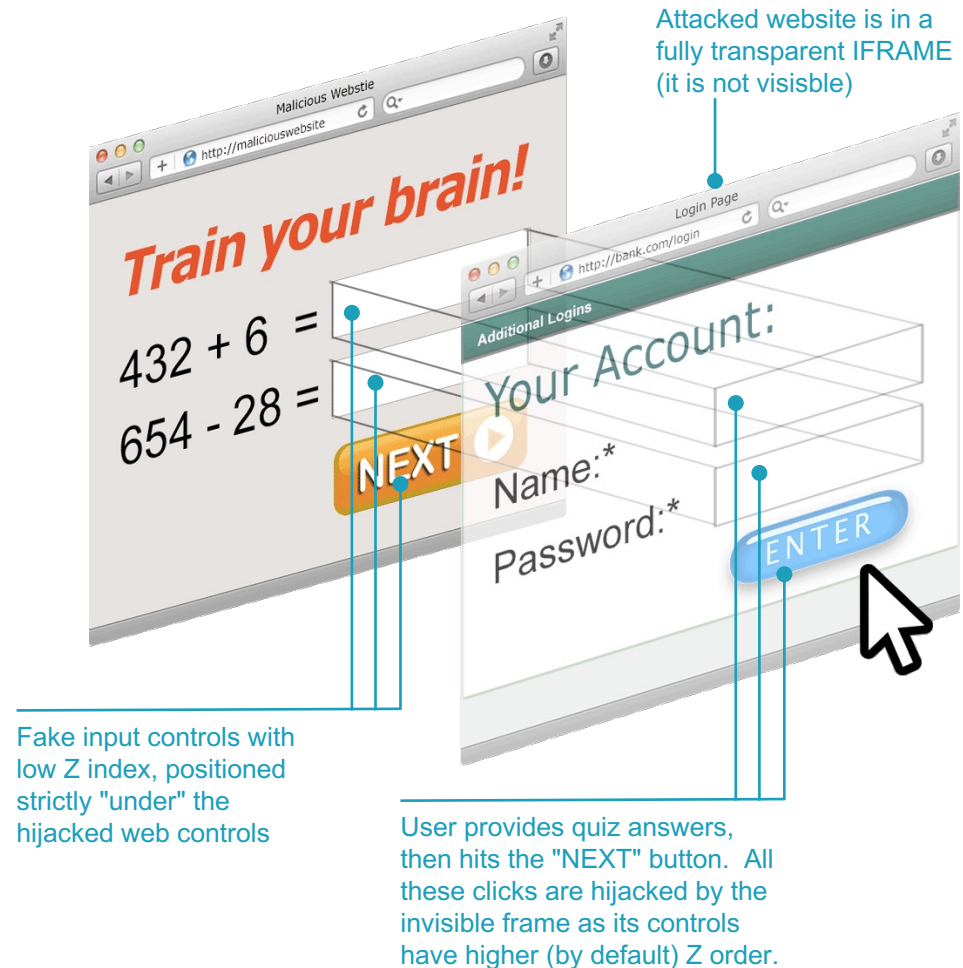 Attacked website is in a
fully transparent IFRAME
(it is not visisble)
Malicious Webstie
http://maliciouswebsite
Train your brain!
432 + 6 =
654 - 28 =
NEXT
Login Page
http://bank.com/login
Additional Logins
Your Account:
Name:*
Password:*
ENTER
Fake input controls with
low Z index, positioned
strictly "under" the
hijacked web controls
User provides quiz answers,
then hits the "NEXT" button. All
these clicks are hijacked by the
invisible frame as its controls
have higher (by default) Z order.